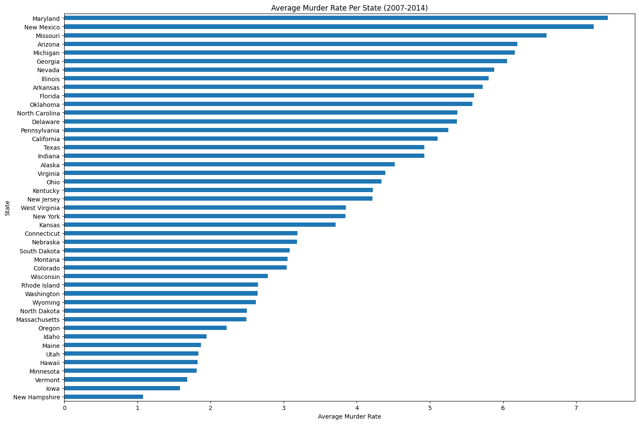 Average Murder Rate Per State (2007-2014)
Maryland
New Mexico
Missouri
Arizona
Michigan
Georgia
Nevada
Illinois
Arkansas
Florida
Oklahoma
North Carolina
Delaware
Pennsylvania
California
Texas
Indiana
Alaska
Virginia
Ohio
Kentucky
New Jersey
West Virginia
New York
Kansas
Connecticut
Nebraska
South Dakota
Montana
Colorado
Wisconsin
Rhode Island
Washington
Wyoming
North Dakota
Massachusetts
Oregon
Idaho
Maine
Utah
Hawaii
Minnesota
Vermont
Iowa
New Hampshire
State
0 1 2 3 4 5 6 7
Average Murder Rate